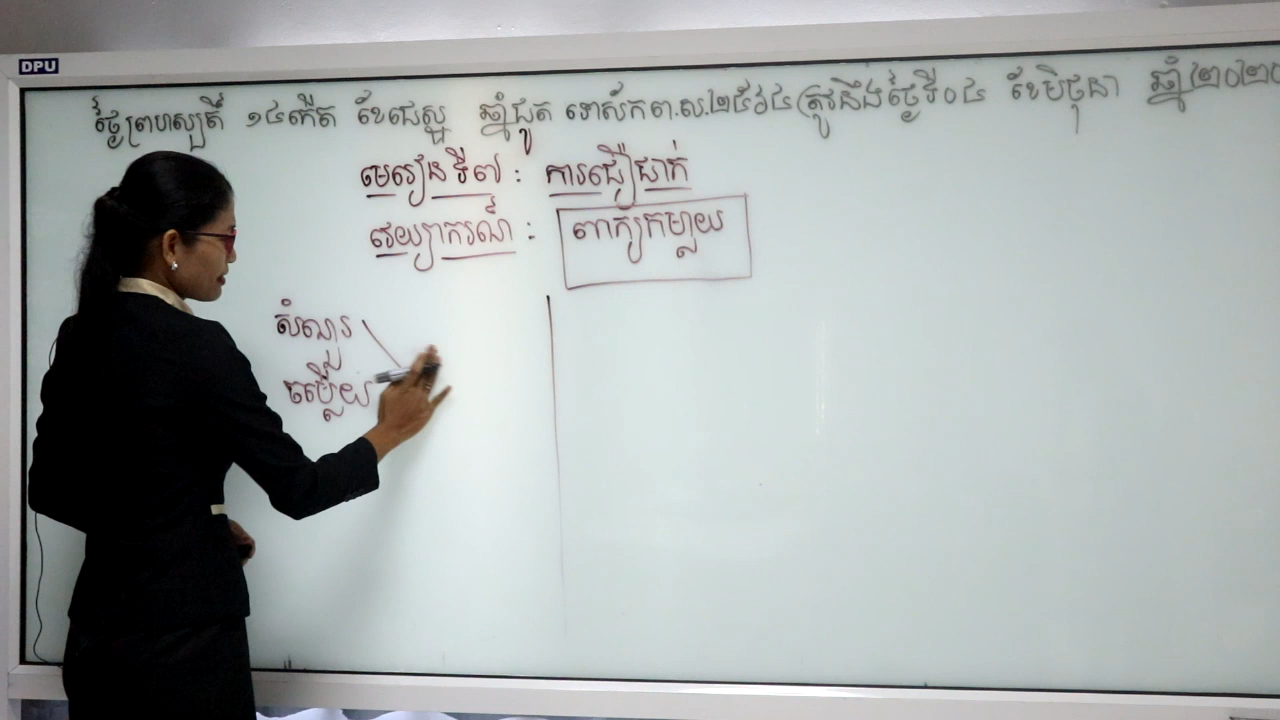 DPU
ថ្ងៃព្រហស្បតិ៍ ១៤កើត ខែជេស្ឋ ឆ្នាំជូត ទោស័កព.ស.២៥៦៤ត្រូវនឹងថ្ងៃទី០៤ ខែមិថុនា ឆ្នាំ២០២០
មេរៀនទី៧ : ការជឿជាក់
វេយ្យាករណ៍ : ពាក្យកម្លាយ
សំណួរ
ចម្លើយ